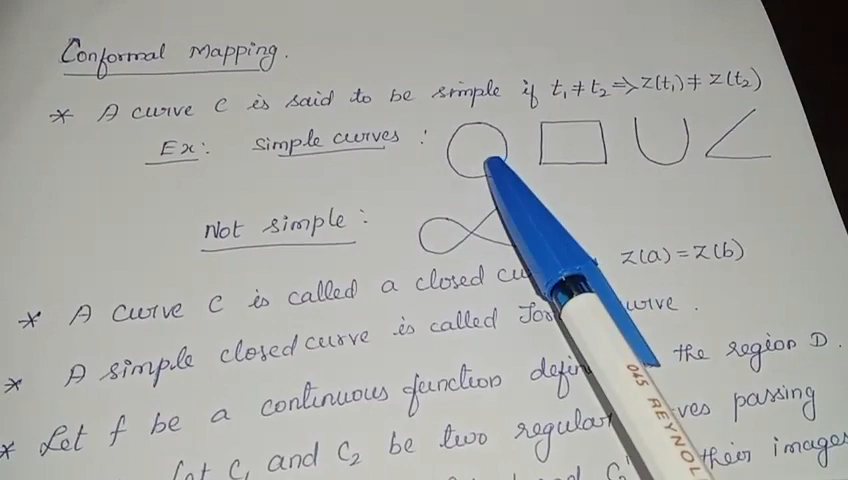 Conformal Mapping.
* A curve C is said to be simple if t₁ ≠ t₂ ⇒ z(t₁) ≠ z(t₂)
Ex: Simple curves :
Not simple :
* A curve C is called a closed z(a) = z(b)
* A simple closed curve is called
* Let f be a continuous function the region D.
C₁ and C₂ be two regular passing
their images
045 REYNOL